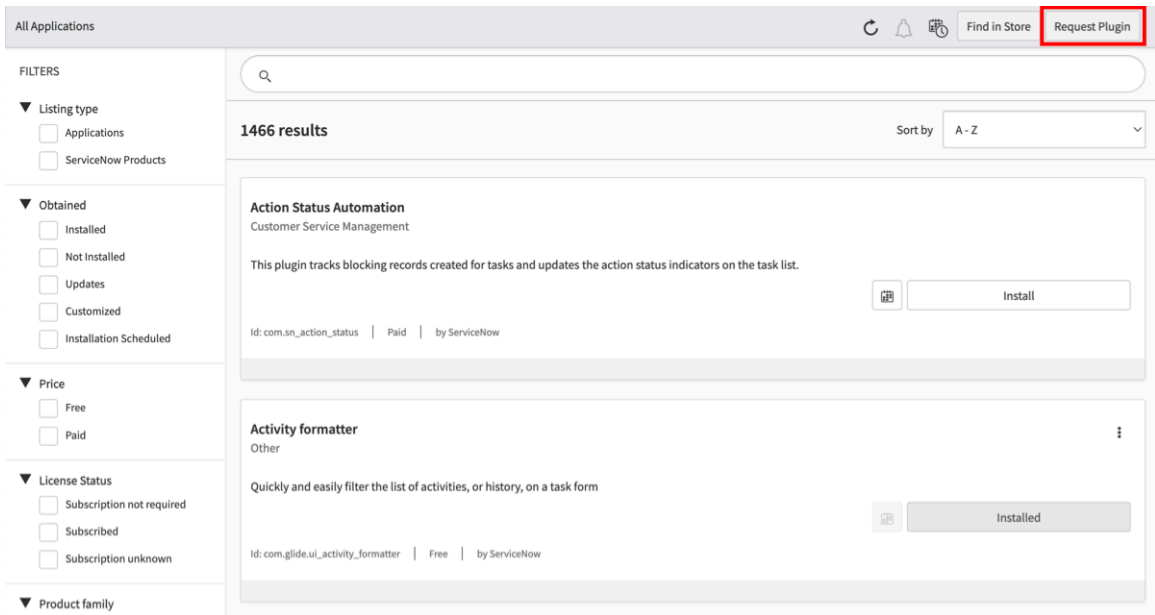 All Applications
Find in Store
Request Plugin
FILTERS
Listing type
Applications
ServiceNow Products
Obtained
Installed
Not Installed
Updates
Customized
Installation Scheduled
Price
Free
Paid
License Status
Subscription not required
Subscribed
Subscription unknown
Product family
1466 results
Sort by
A - Z
Action Status Automation
Customer Service Management
This plugin tracks blocking records created for tasks and updates the action status indicators on the task list.
Install
Id: com.sn_action_status | Paid | by ServiceNow
Activity formatter
Other
Quickly and easily filter the list of activities, or history, on a task form
Installed
Id: com.glide.ui_activity_formatter | Free | by ServiceNow